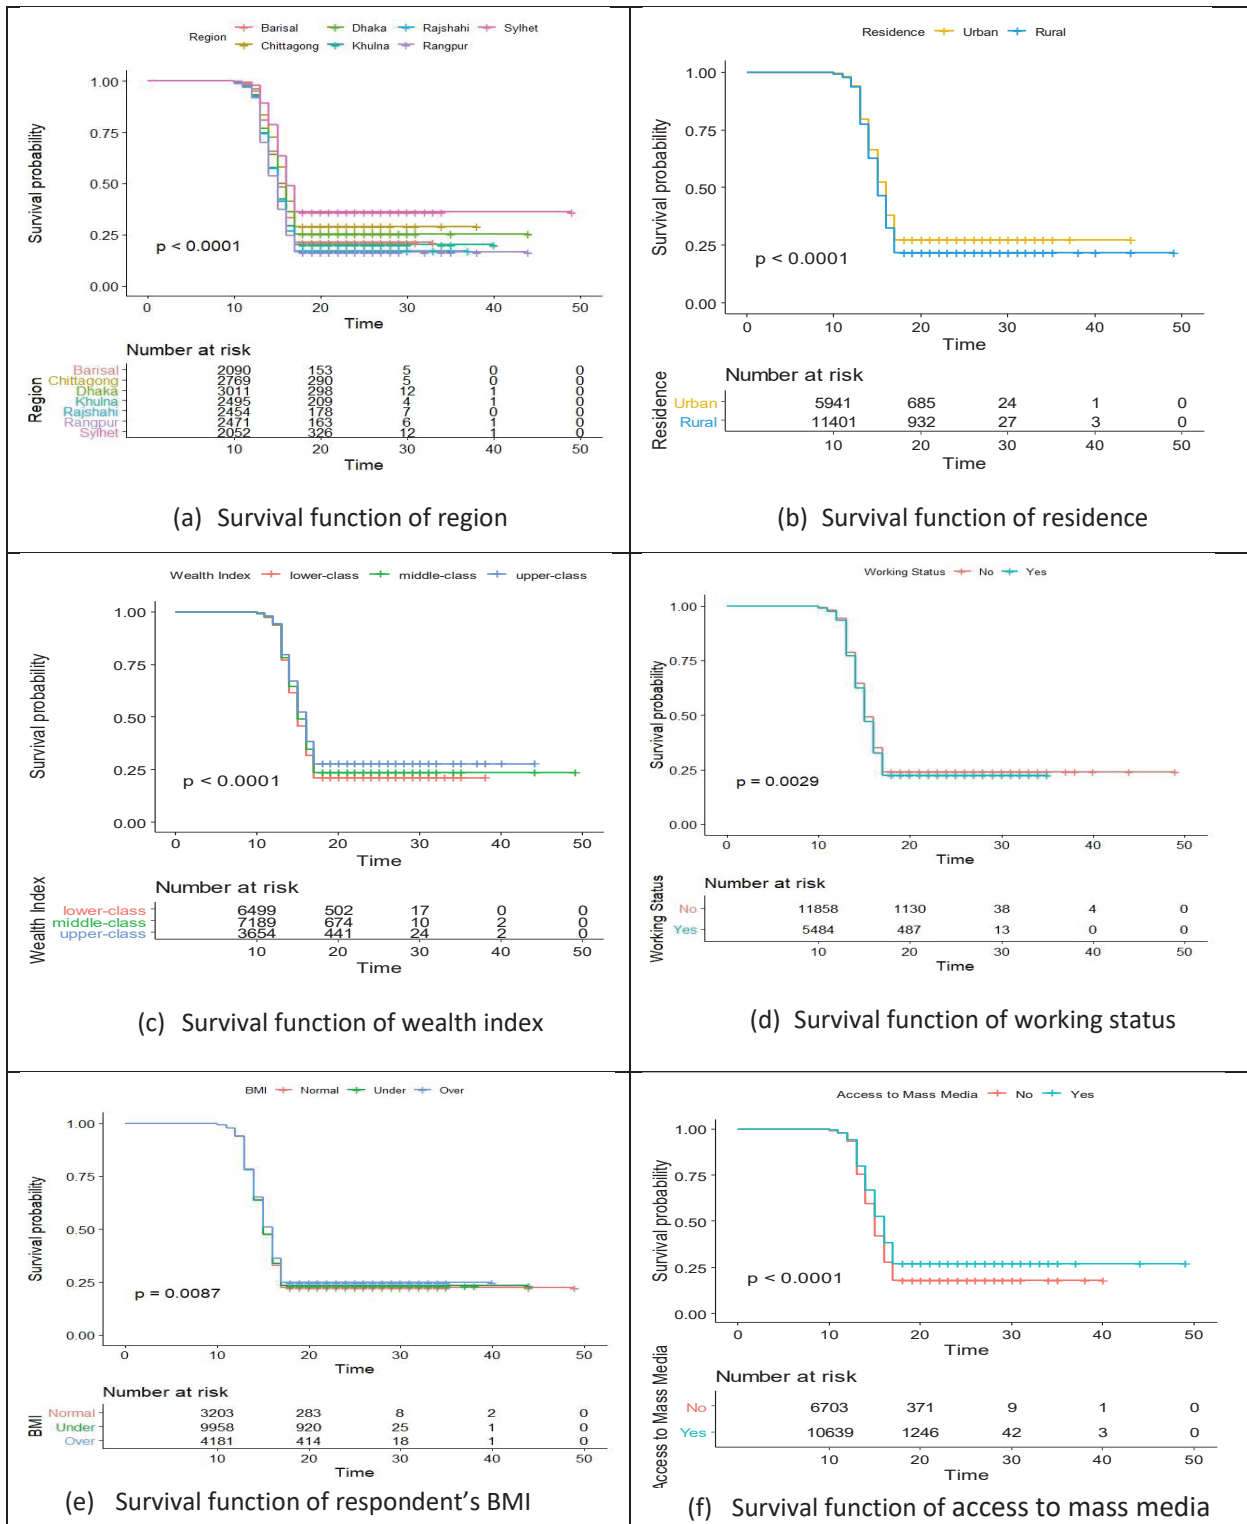 Region Barisal Dhaka Rajshahi Sylhet
Chittagong Khulna Rangpur
Survival probability
1.00
0.75
0.50
0.25
0.00
p < 0.0001
0 10 20 30 40 50
Time
Number at risk
Region
Barisal 2090 153 5 0 0
Chittagong 2769 290 5 0 0
Dhaka 3011 298 12 1 0
Khulna 2495 209 4 1 0
Rajshahi 2454 178 7 0 0
Rangpur 2471 163 6 1 0
Sylhet 2052 326 12 1 0
10 20 30 40 50
Time
(a) Survival function of region
Residence Urban Rural
Survival probability
1.00
0.75
0.50
0.25
0.00
p < 0.0001
0 10 20 30 40 50
Time
Number at risk
Residence
Urban 5941 685 24 1 0
Rural 11401 932 27 3 0
10 20 30 40 50
Time
(b) Survival function of residence
Wealth Index lower-class middle-class upper-class
Survival probability
1.00
0.75
0.50
0.25
0.00
p < 0.0001
0 10 20 30 40 50
Time
Number at risk
Wealth Index
lower-class 6499 502 17 0 0
middle-class 7189 674 10 2 0
upper-class 3654 441 24 2 0
10 20 30 40 50
Time
(c) Survival function of wealth index
Working Status No Yes
Survival probability
1.00
0.75
0.50
0.25
0.00
p = 0.0029
0 10 20 30 40 50
Time
Number at risk
Working Status
No 11858 1130 38 4 0
Yes 5484 487 13 0 0
10 20 30 40 50
Time
(d) Survival function of working status
BMI Normal Under Over
Survival probability
1.00
0.75
0.50
0.25
0.00
p = 0.0087
0 10 20 30 40 50
Time
Number at risk
BMI
Normal 3203 283 8 2 0
Under 9958 920 25 1 0
Over 4181 414 18 1 0
10 20 30 40 50
Time
(e) Survival function of respondent’s BMI
Access to Mass Media No Yes
Survival probability
1.00
0.75
0.50
0.25
0.00
p < 0.0001
0 10 20 30 40 50
Time
Number at risk
Access to Mass Media
No 6703 371 9 1 0
Yes 10639 1246 42 3 0
10 20 30 40 50
Time
(f) Survival function of access to mass media